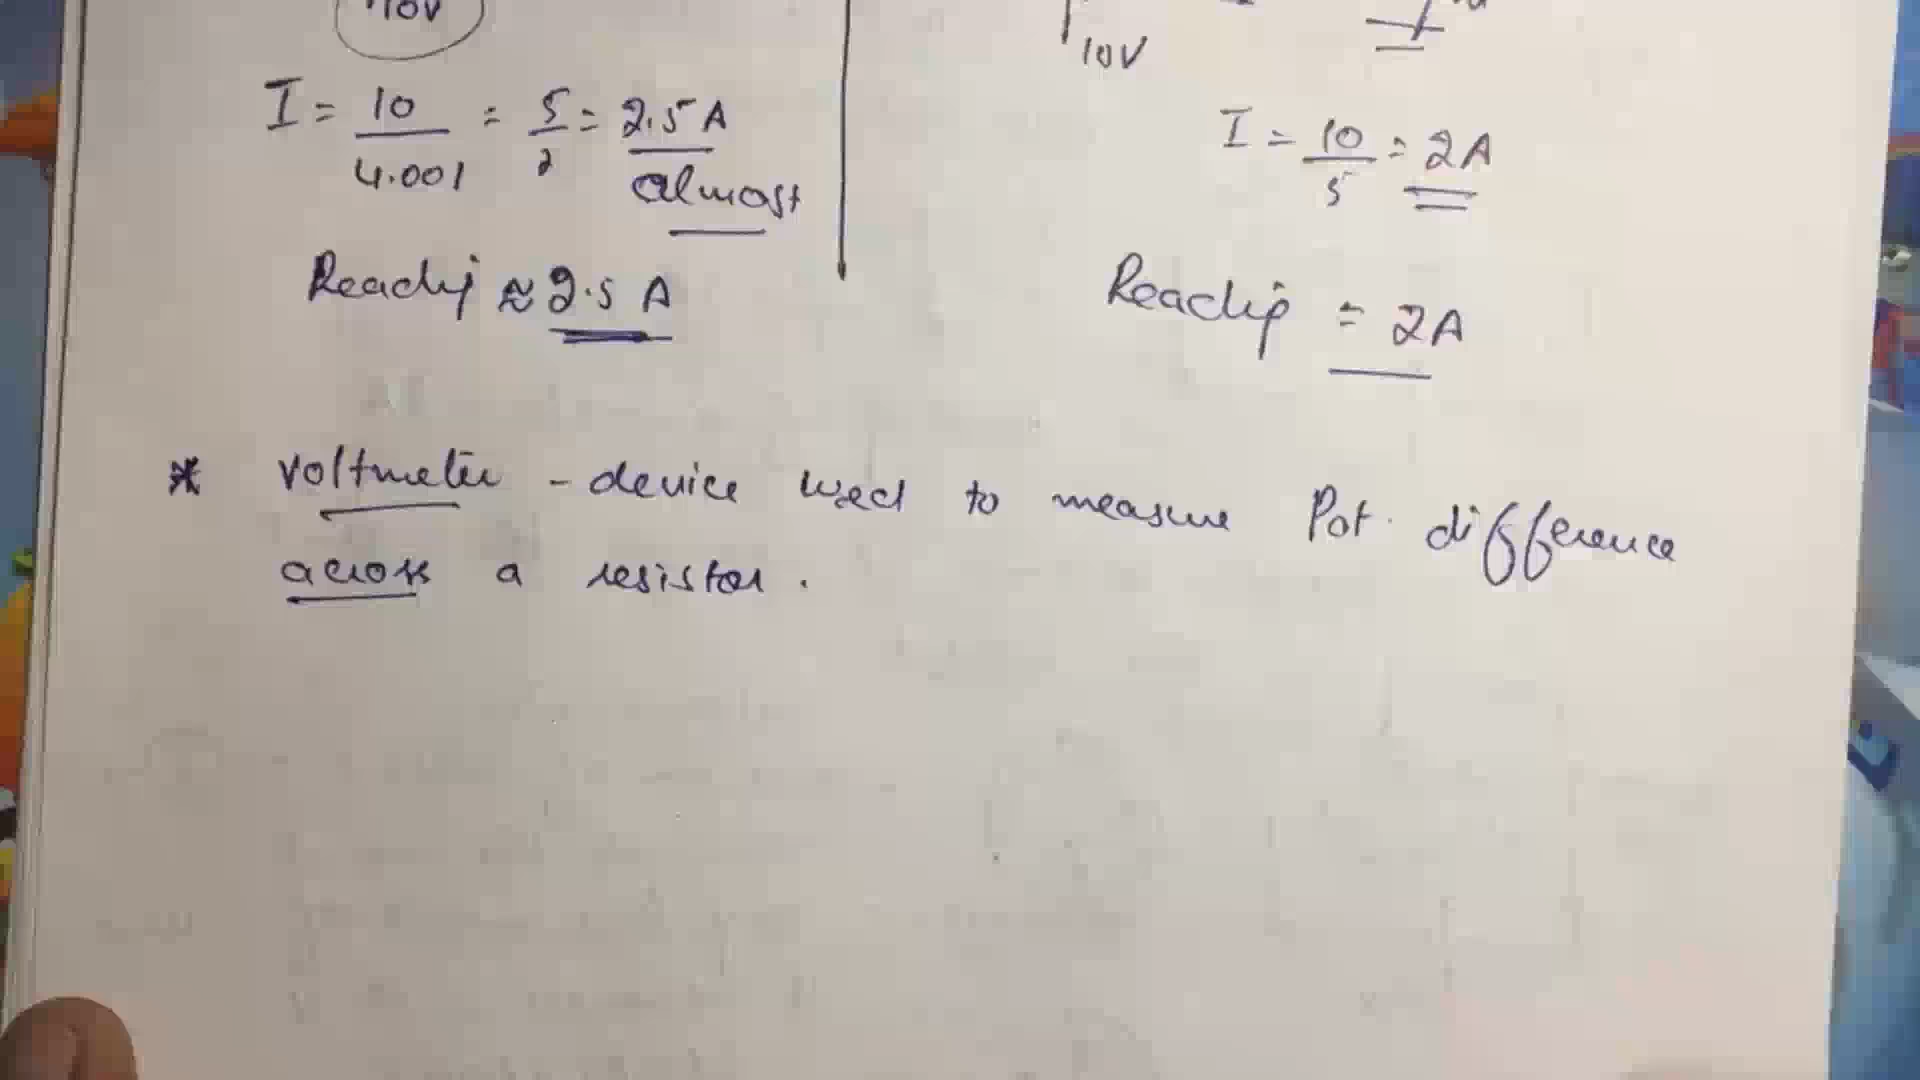 10V
10V
I = 10/4.001 = 5/2 = 2.5 A
almost
Reading ≈ 2.5 A
I = 10/5 = 2A
Reading = 2A
* Voltmeter - device used to measure Pot. difference
across a resistor.